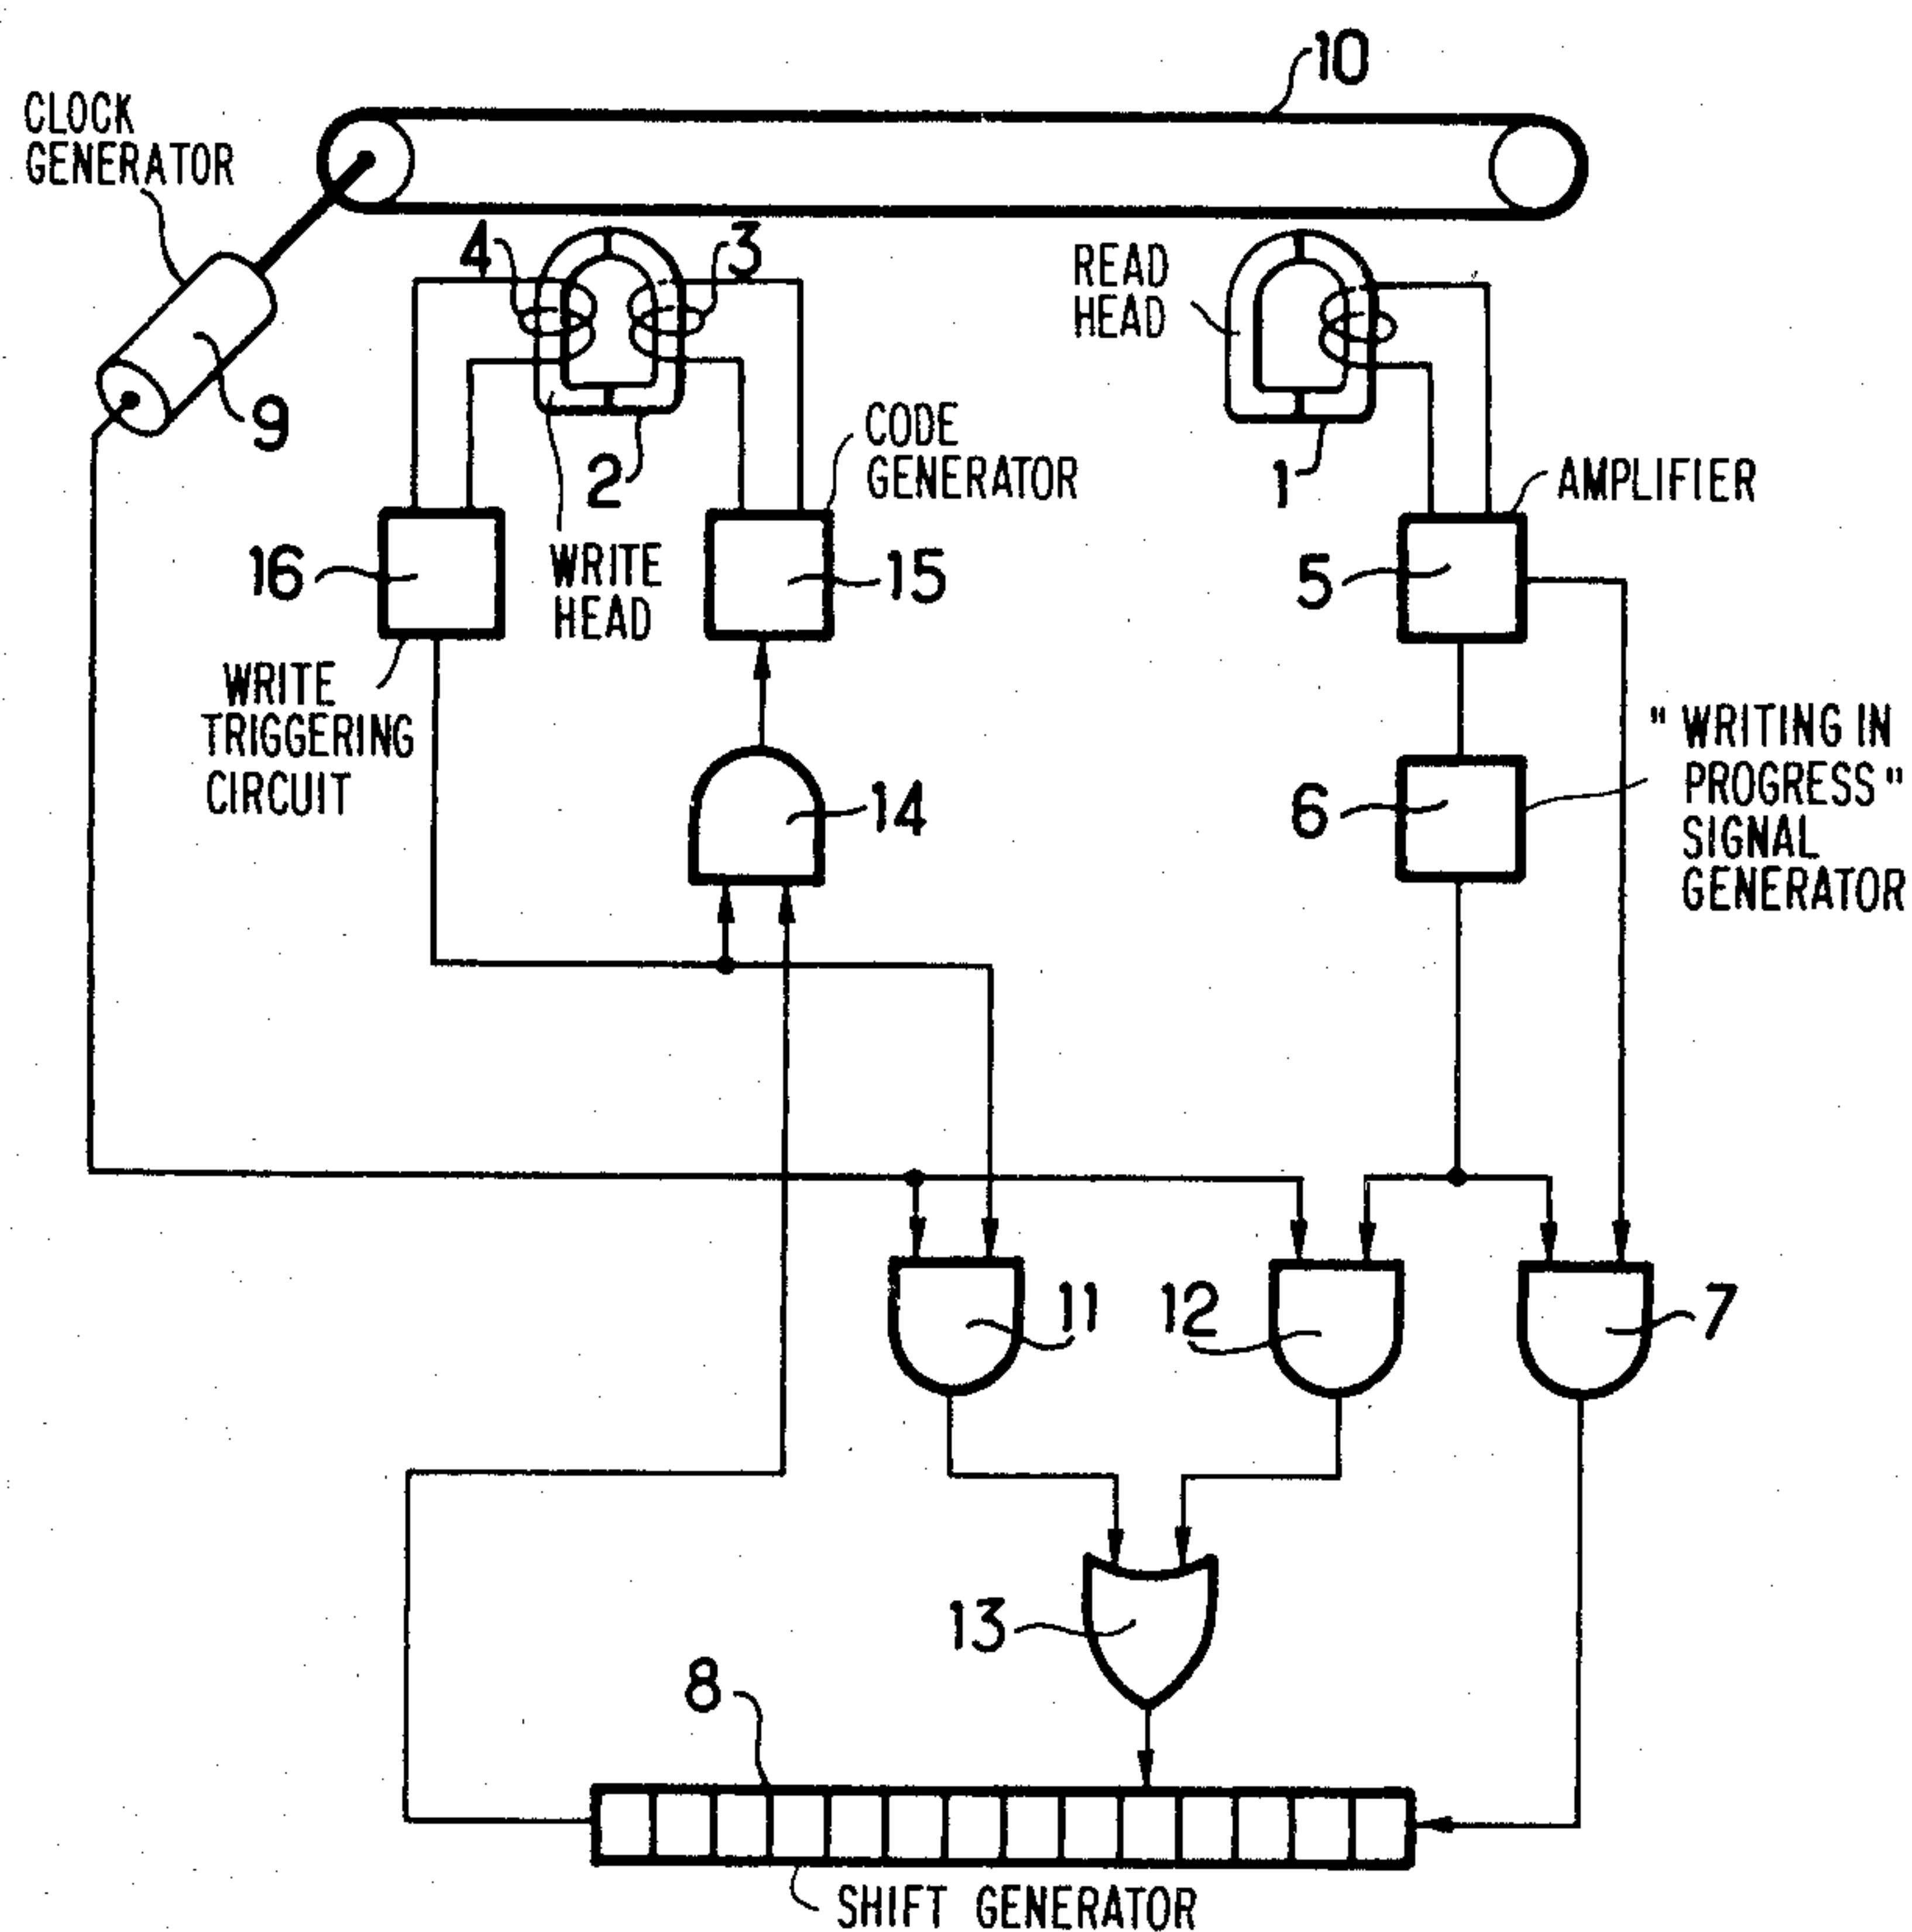 10
CLOCK
GENERATOR
4
3
READ
HEAD
9
2
CODE
GENERATOR
1
AMPLIFIER
16
WRITE
HEAD
15
5
WRITE
TRIGGERING
CIRCUIT
14
6
" WRITING IN
PROGRESS "
SIGNAL
GENERATOR
11
12
7
13
8
SHIFT GENERATOR